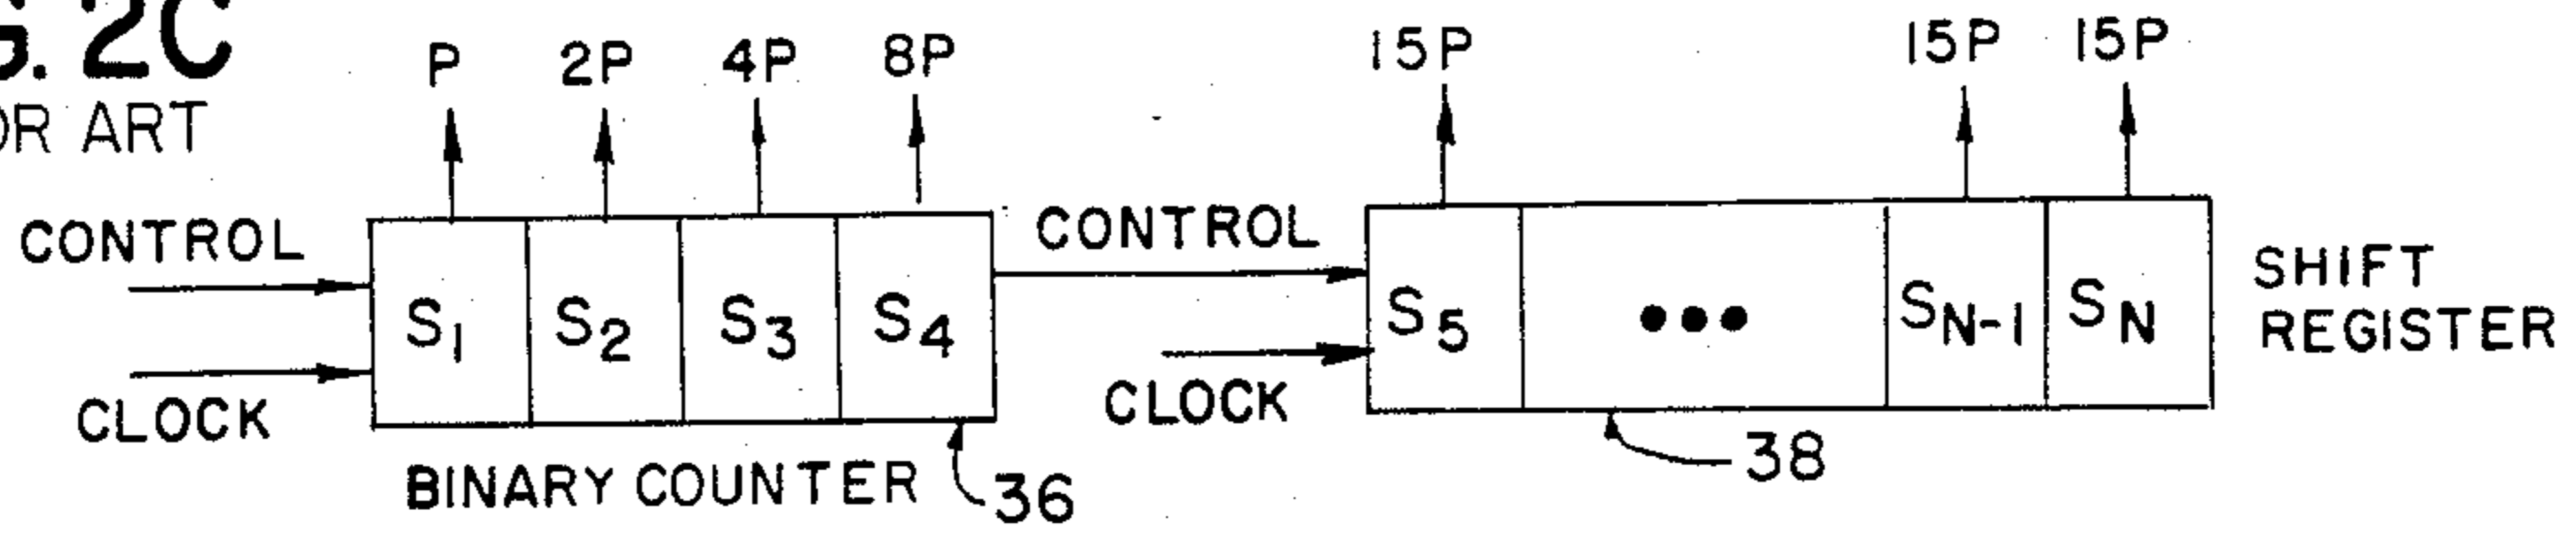 2C
ART
P 2P 4P 8P 15P 15P 15P
CONTROL
CLOCK
S1 S2 S3 S4
BINARY COUNTER
36
CONTROL
CLOCK
S5 ••• SN-1 SN
38
SHIFT
REGISTER